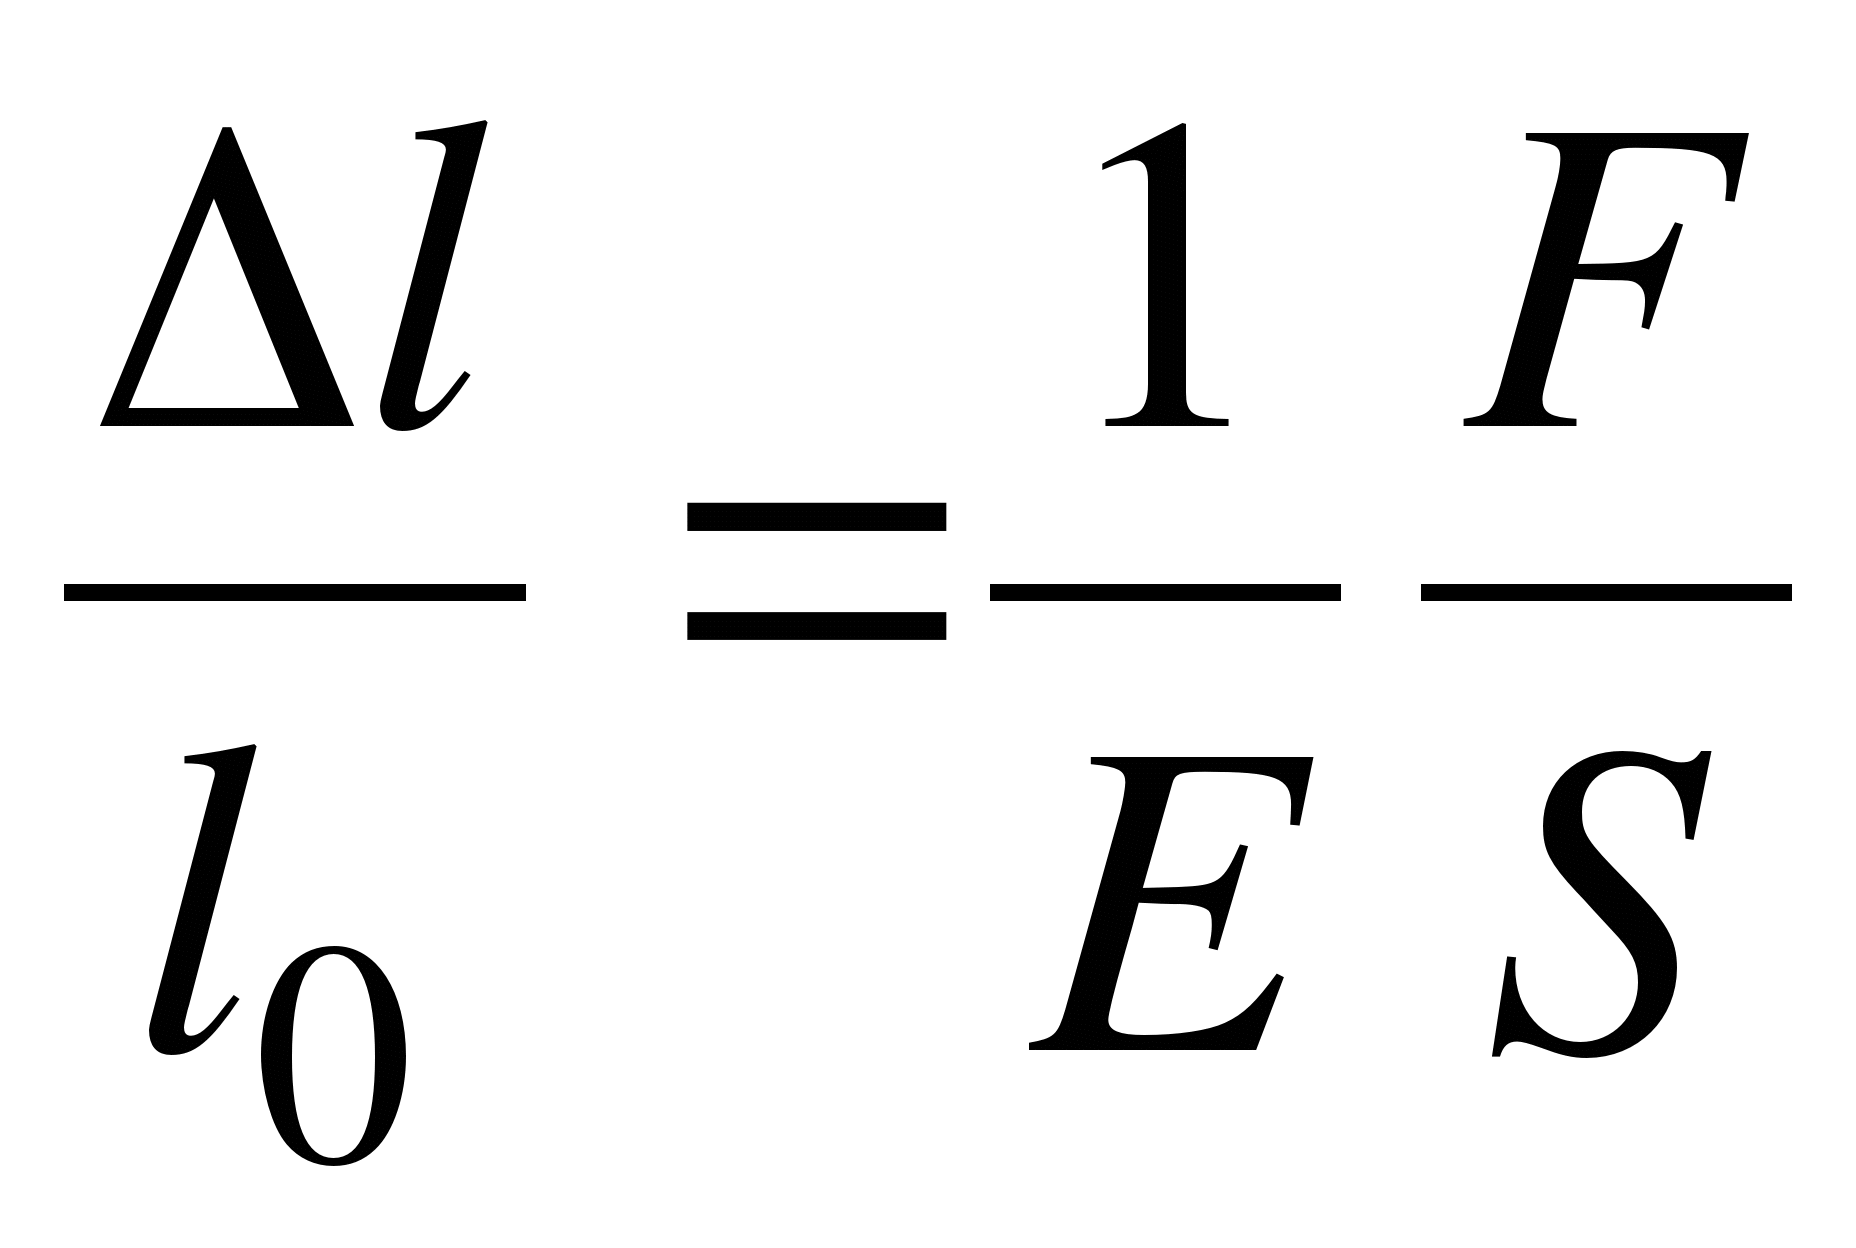 Δl/l₀ = 1/E F/S